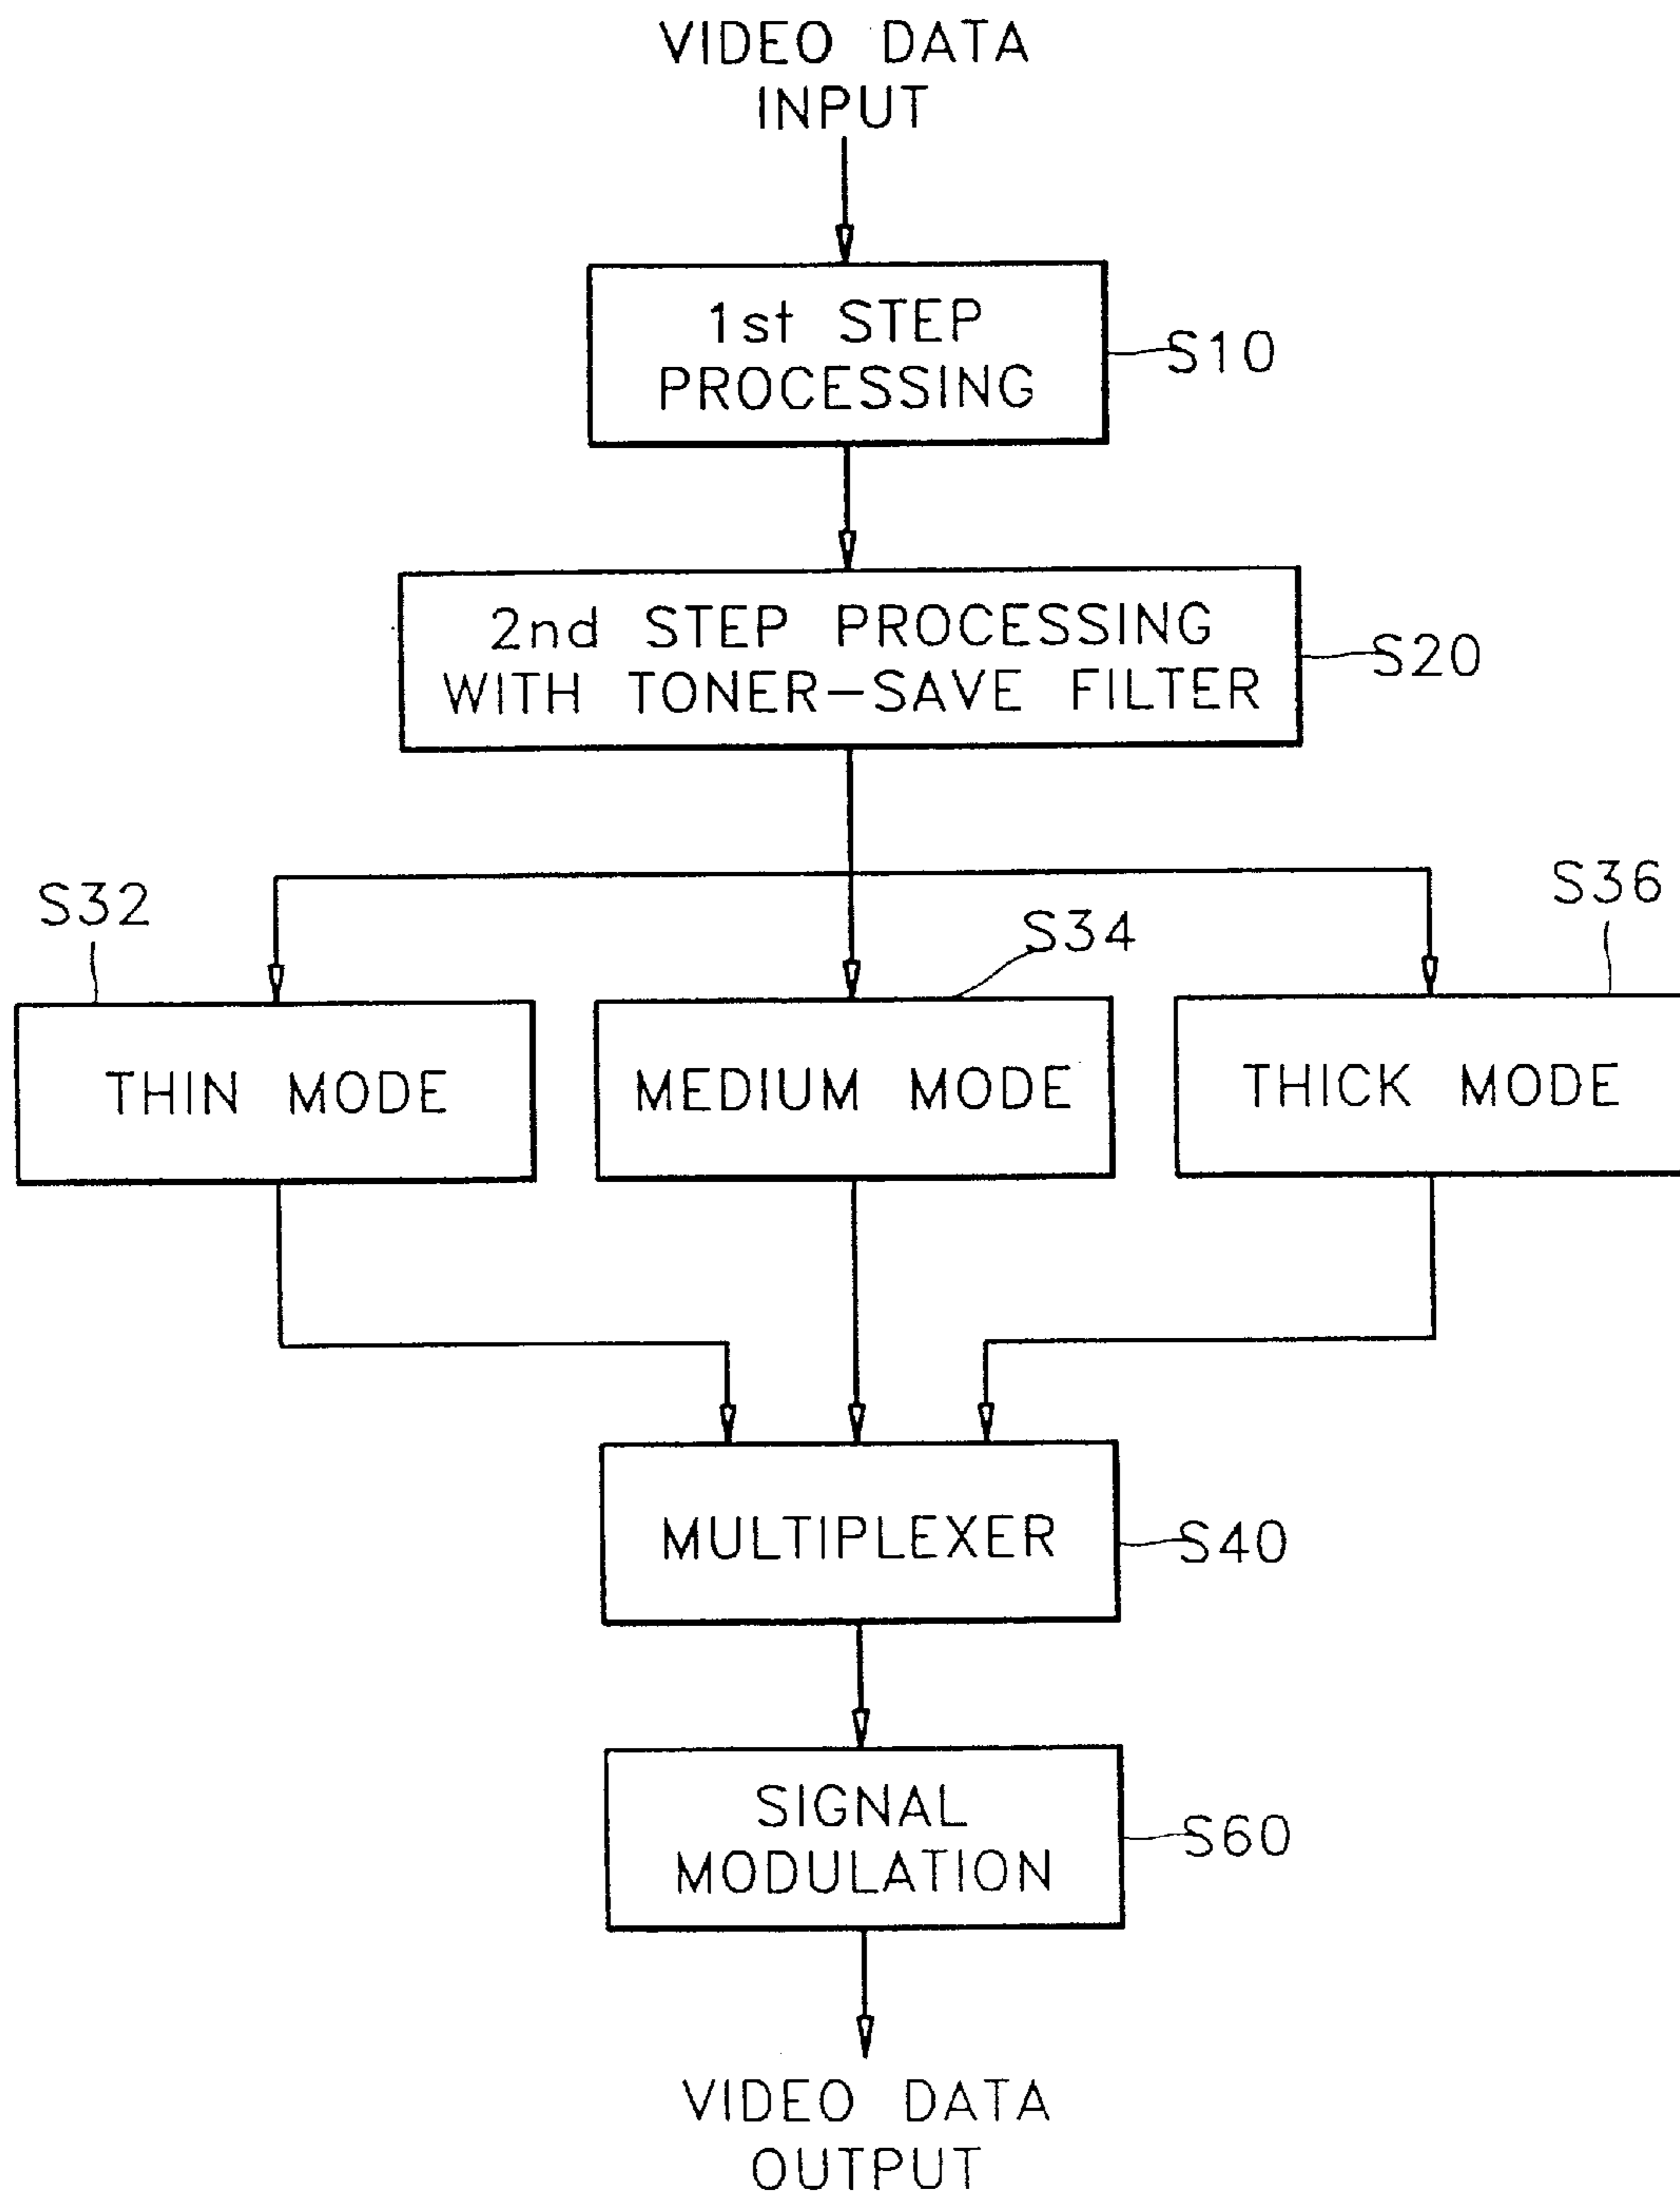 VIDEO DATA
INPUT
1st STEP
PROCESSING
S10
2nd STEP PROCESSING
WITH TONER-SAVE FILTER
S20
S32
S34
S36
THIN MODE
MEDIUM MODE
THICK MODE
MULTIPLEXER
S40
SIGNAL
MODULATION
S60
VIDEO DATA
OUTPUT